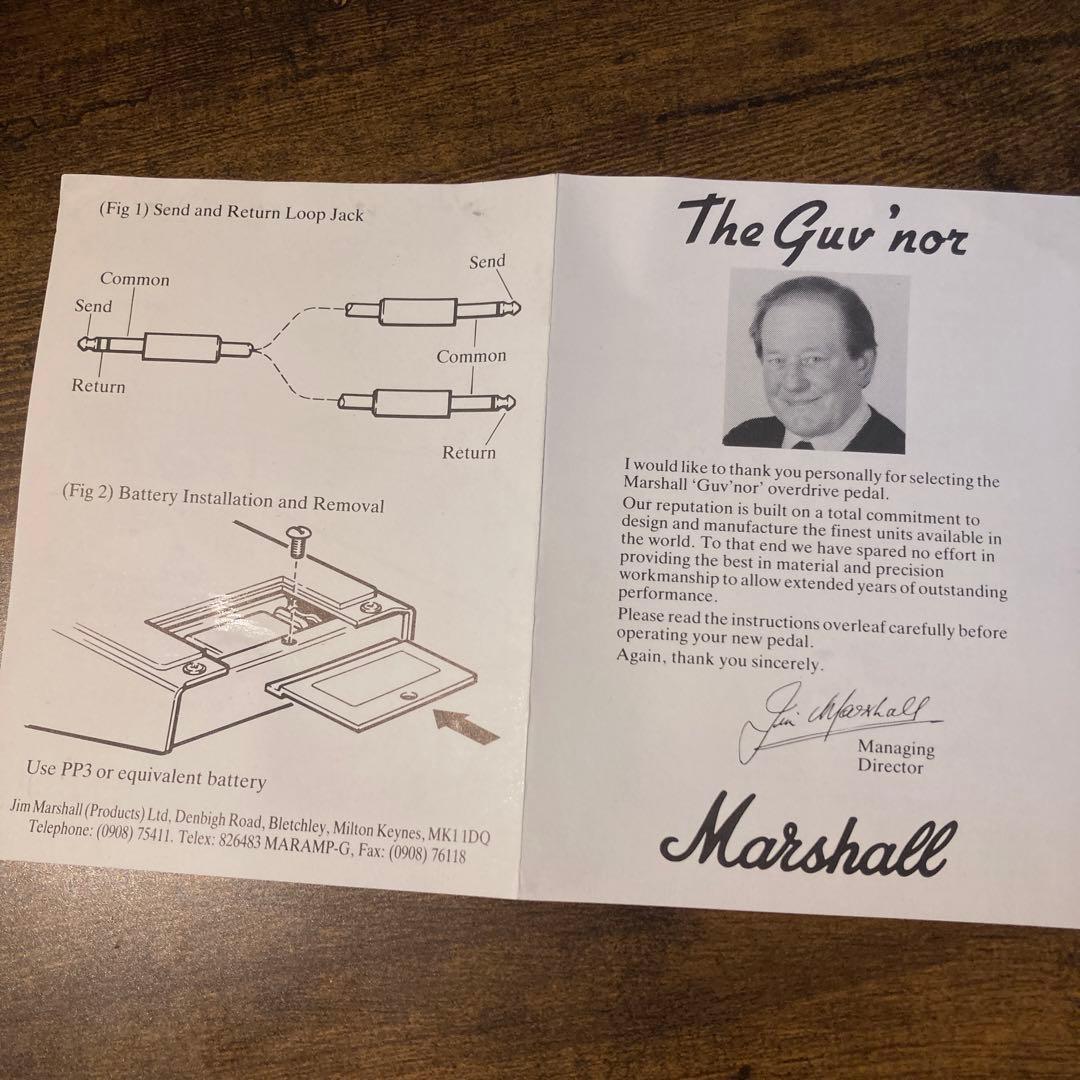 (Fig 1) Send and Return Loop Jack
Send
Common
Send
Common
Return
Return
(Fig 2) Battery Installation and Removal
Use PP3 or equivalent battery
Jim Marshall (Products) Ltd, Denbigh Road, Bletchley, Milton Keynes, MK1 1DQ
Telephone: (0908) 75411. Telex: 826483 MARAMP-G, Fax: (0908) 76118
The Guv'nor
I would like to thank you personally for selecting the
Marshall ‘Guv'nor’ overdrive pedal.
Our reputation is built on a total commitment to
design and manufacture the finest units available in
the world. To that end we have spared no effort in
providing the best in material and precision
workmanship to allow extended years of outstanding
performance.
Please read the instructions overleaf carefully before
operating your new pedal.
Again, thank you sincerely.
Jim Marshall
Managing
Director
Marshall